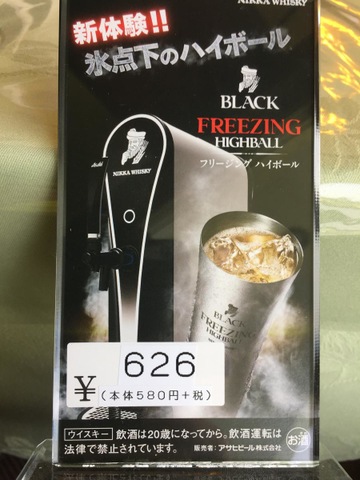 NIKKA WHISKY
新体験!!
氷点下のハイボール
BLACK
FREEZING
HIGHBALL
フリージング ハイボール
Asahi
NIKKA WHISKY
BLACK
FREEZING
HIGHBALL
626
¥
(本体580円+税)
ウイスキー 飲酒は20歳になってから。飲酒運転は
法律で禁止されています。
販売者:アサヒビール株式会社
お酒